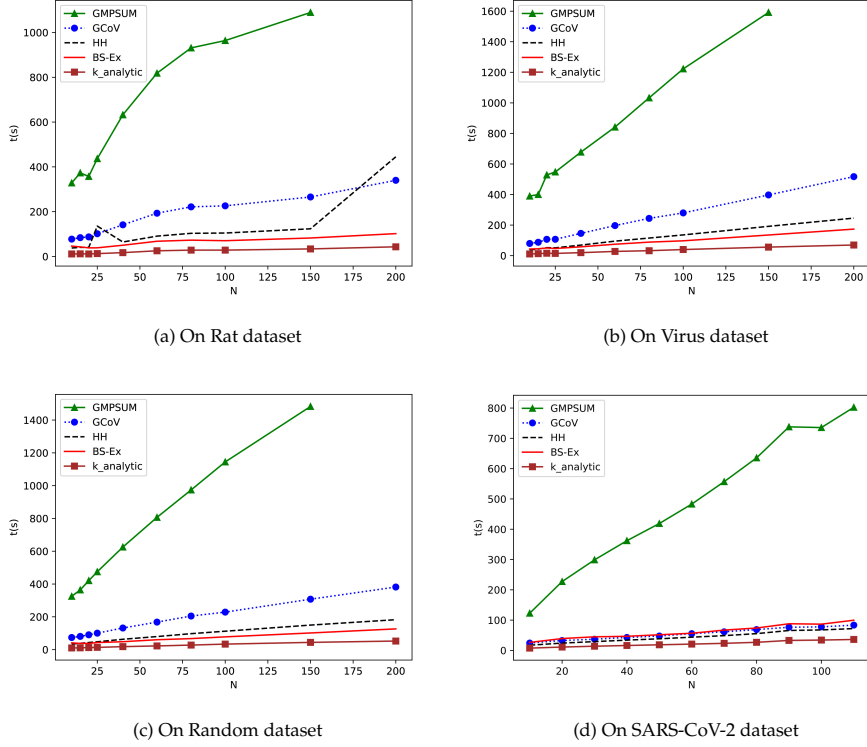 GMPSUM
GCoV
HH
BS-Ex
k_analytic
1000
800
600
400
200
0
t(s)
25
50
75
100
125
150
175
200
N
(a) On Rat dataset
GMPSUM
GCoV
HH
BS-Ex
k_analytic
1600
1400
1200
1000
800
600
400
200
0
t(s)
25
50
75
100
125
150
175
200
N
(b) On Virus dataset
GMPSUM
GCoV
HH
BS-Ex
k_analytic
1400
1200
1000
800
600
400
200
0
t(s)
25
50
75
100
125
150
175
200
N
(c) On Random dataset
GMPSUM
GCoV
HH
BS-Ex
k_analytic
800
700
600
500
400
300
200
100
0
t(s)
20
40
60
80
100
N
(d) On SARS-CoV-2 dataset